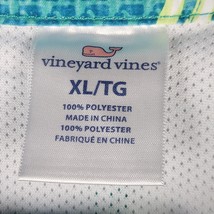 vineyard vines®
XL/TG
100% POLYESTER
MADE IN CHINA
100% POLYESTER
FABRIQUÉ EN CHINE